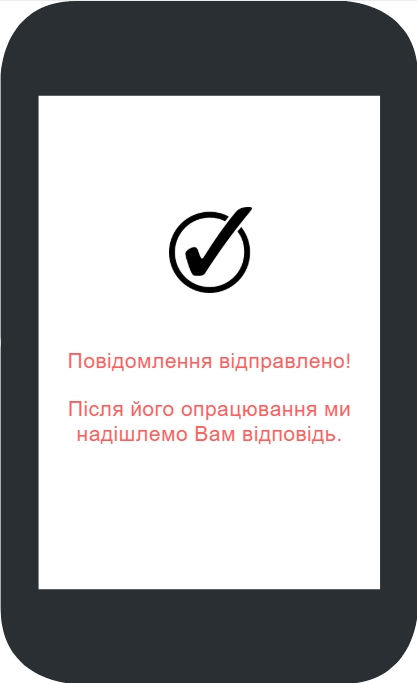 Повідомлення відправлено!
Після його опрацювання ми
надішлемо Вам відповідь.